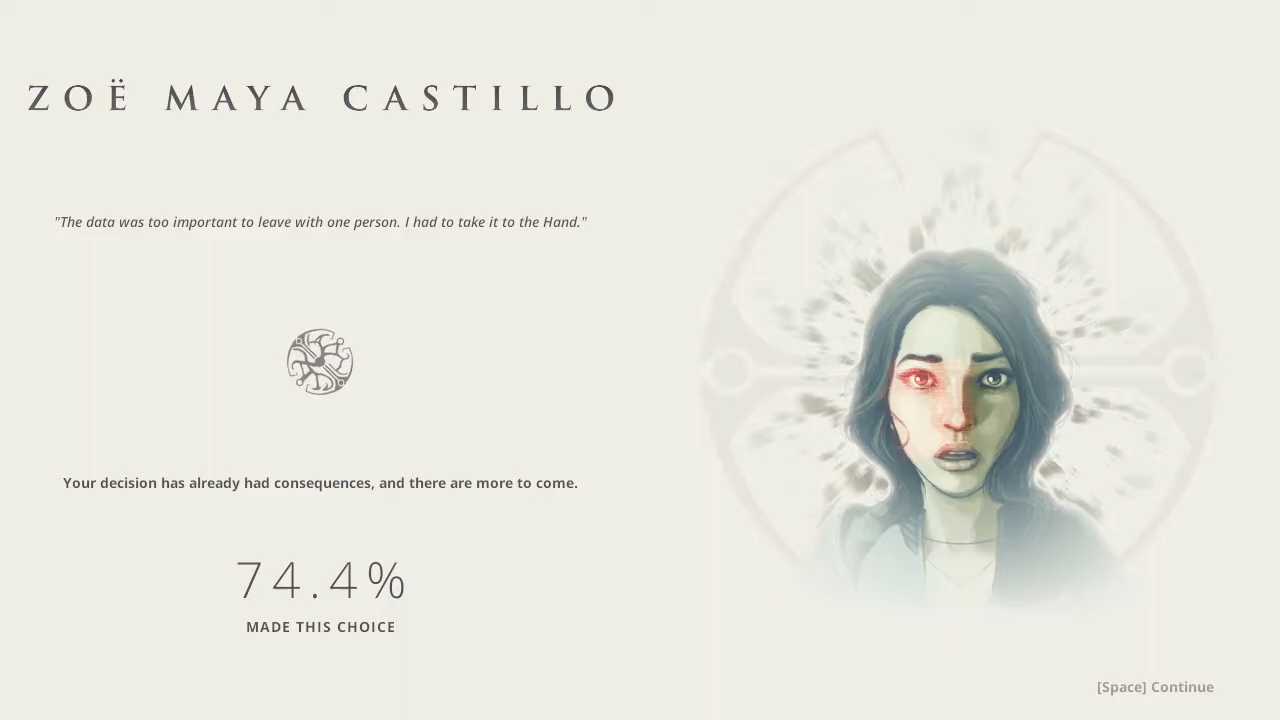 ZOË MAYA CASTILLO
"The data was too important to leave with one person. I had to take it to the Hand."
Your decision has already had consequences, and there are more to come.
74.4%
MADE THIS CHOICE
[Space] Continue